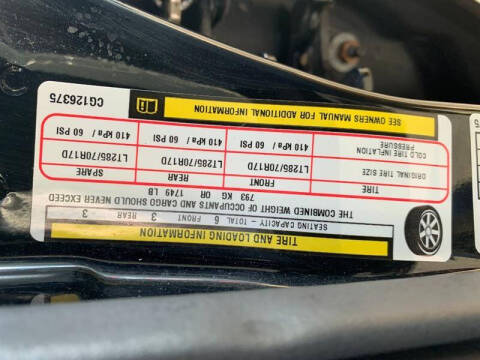 TIRE AND LOADING INFORMATION
SEATING CAPACITY - TOTAL 6 FRONT 3 REAR 3
THE COMBINED WEIGHT OF OCCUPANTS AND CARGO SHOULD NEVER EXCEED
793 KG OR 1749 LB
TIRE FRONT REAR SPARE
ORIGINAL TIRE SIZE LT285/70R17D LT285/70R17D LT285/70R17D
COLD TIRE INFLATION
PRESSURE 410 kPa / 60 PSI 410 kPa / 60 PSI 410 kPa / 60 PSI
SEE OWNERS MANUAL FOR ADDITIONAL INFORMATION
CG126375